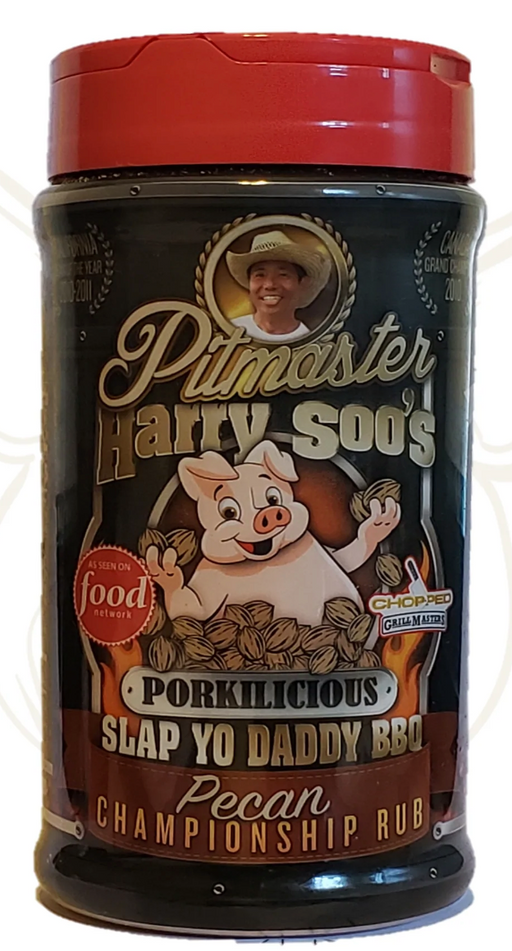 Pitmaster
Harry Soo's
AS SEEN ON
food
network
CHOPPED
GRILL MASTERS
PORKILICIOUS
SLAP YO DADDY BBQ
Pecan
CHAMPIONSHIP RUB